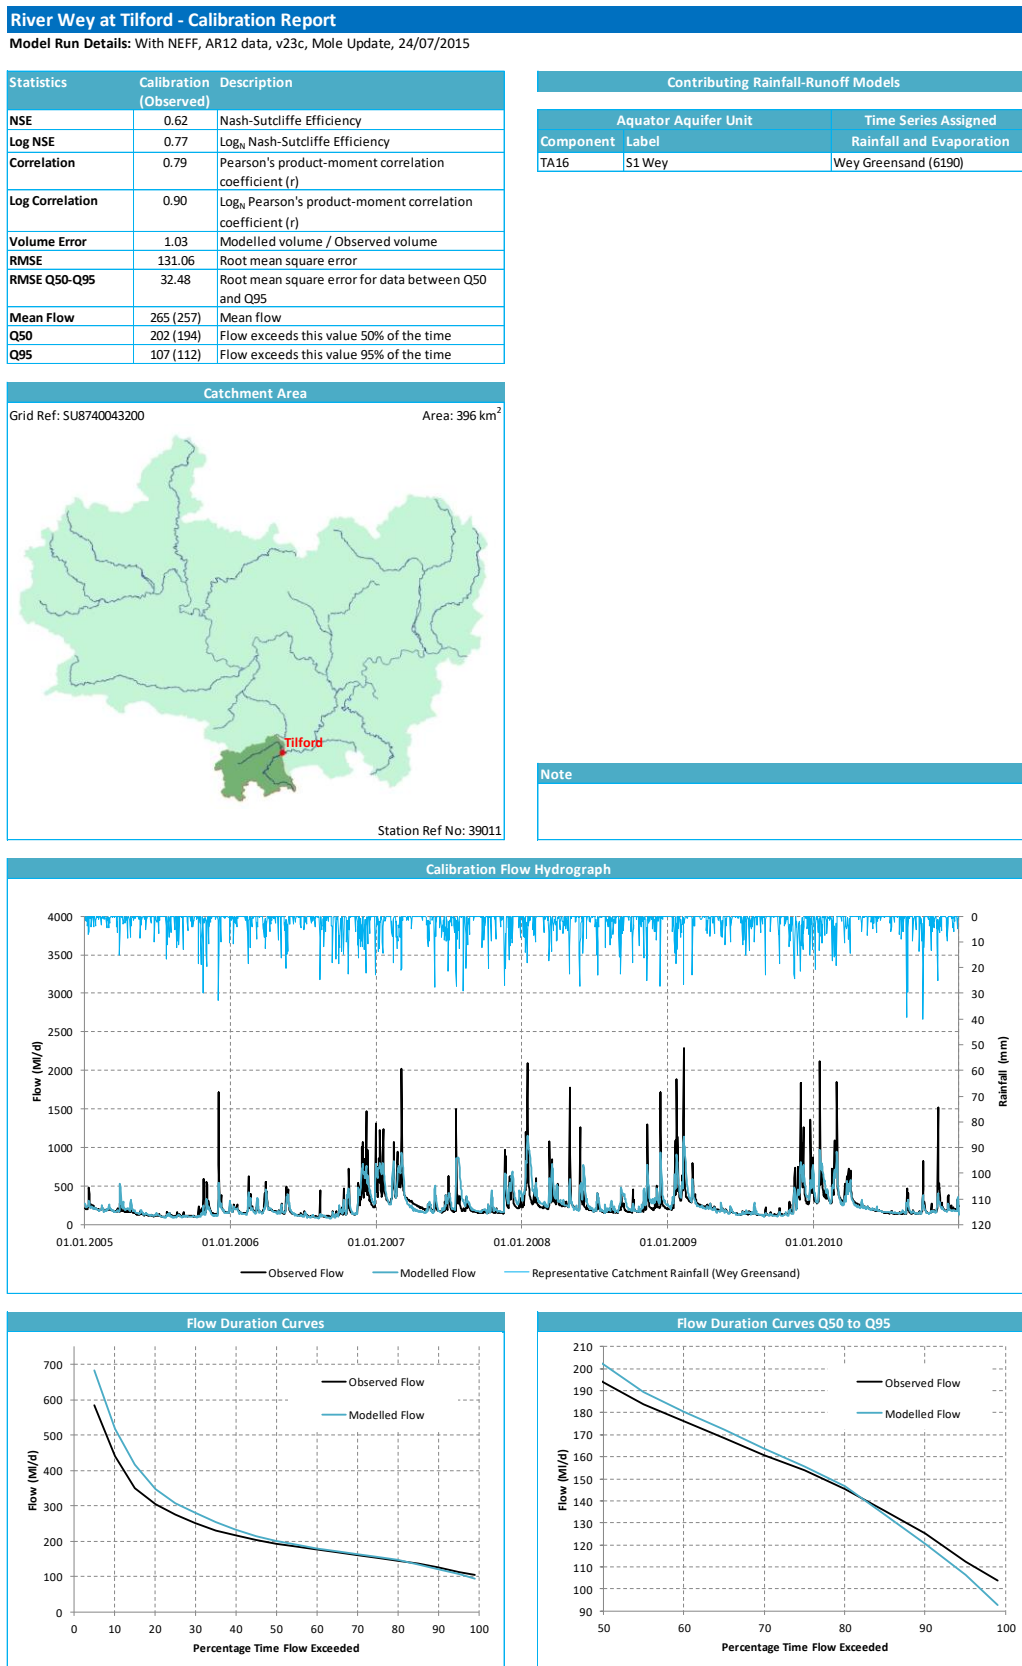 River Wey at Tilford - Calibration Report
Model Run Details: With NEFF, AR12 data, v23c, Mole Update, 24/07/2015
Statistics Calibration (Observed) Description
NSE 0.62 Nash-Sutcliffe Efficiency
Log NSE 0.77 LogN Nash-Sutcliffe Efficiency
Correlation 0.79 Pearson's product-moment correlation
coefficient (r)
Log Correlation 0.90 LogN Pearson's product-moment correlation
coefficient (r)
Volume Error 1.03 Modelled volume / Observed volume
RMSE 131.06 Root mean square error
RMSE Q50-Q95 32.48 Root mean square error for data between Q50
and Q95
Mean Flow 265 (257) Mean flow
Q50 202 (194) Flow exceeds this value 50% of the time
Q95 107 (112) Flow exceeds this value 95% of the time
Contributing Rainfall-Runoff Models
Aquator Aquifer Unit Time Series Assigned
Component Label Rainfall and Evaporation
TA16 S1 Wey Wey Greensand (6190)
Catchment Area
Grid Ref: SU8740043200 Area: 396 km²
Tilford
Station Ref No: 39011
Note
Calibration Flow Hydrograph
4000
3500
3000
2500
2000
1500
1000
500
0
Flow (Ml/d)
0
10
20
30
40
50
60
70
80
90
100
110
120
Rainfall (mm)
01.01.2005 01.01.2006 01.01.2007 01.01.2008 01.01.2009 01.01.2010
Observed Flow Modelled Flow Representative Catchment Rainfall (Wey Greensand)
Flow Duration Curves
700
600
500
400
300
200
100
0
Flow (Ml/d)
Observed Flow
Modelled Flow
0 10 20 30 40 50 60 70 80 90 100
Percentage Time Flow Exceeded
Flow Duration Curves Q50 to Q95
210
200
190
180
170
160
150
140
130
120
110
100
90
Flow (Ml/d)
Observed Flow
Modelled Flow
50 60 70 80 90 100
Percentage Time Flow Exceeded